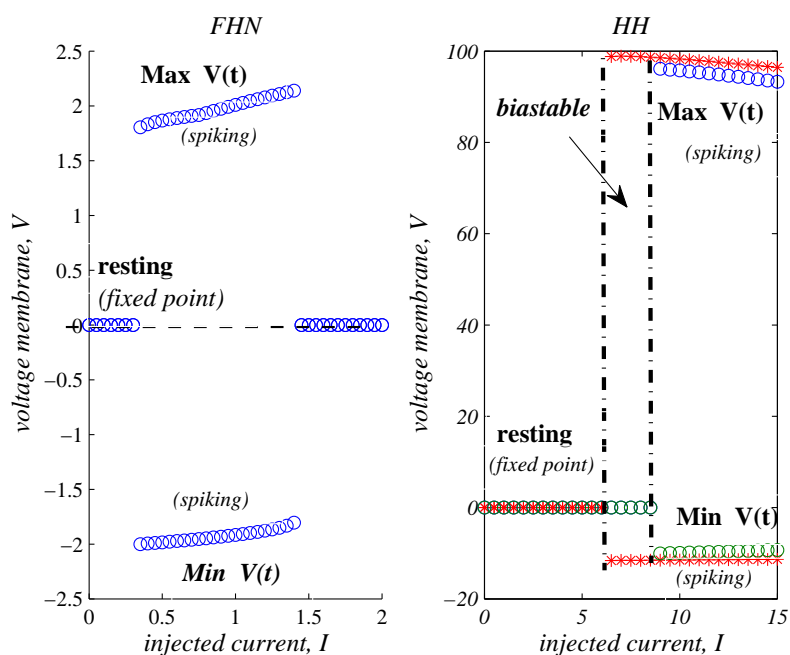 FHN
2.5
2
1.5
1
0.5
0
−0.5
−1
−1.5
−2
−2.5
voltage membrane, V
Max V(t)
(spiking)
resting
(fixed point)
(spiking)
Min V(t)
0
0.5
1
1.5
2
injected current, I
HH
100
80
60
40
20
0
−20
voltage membrane, V
biastable
Max V(t)
(spiking)
resting
(fixed point)
Min V(t)
(spiking)
0
5
10
15
injected current, I